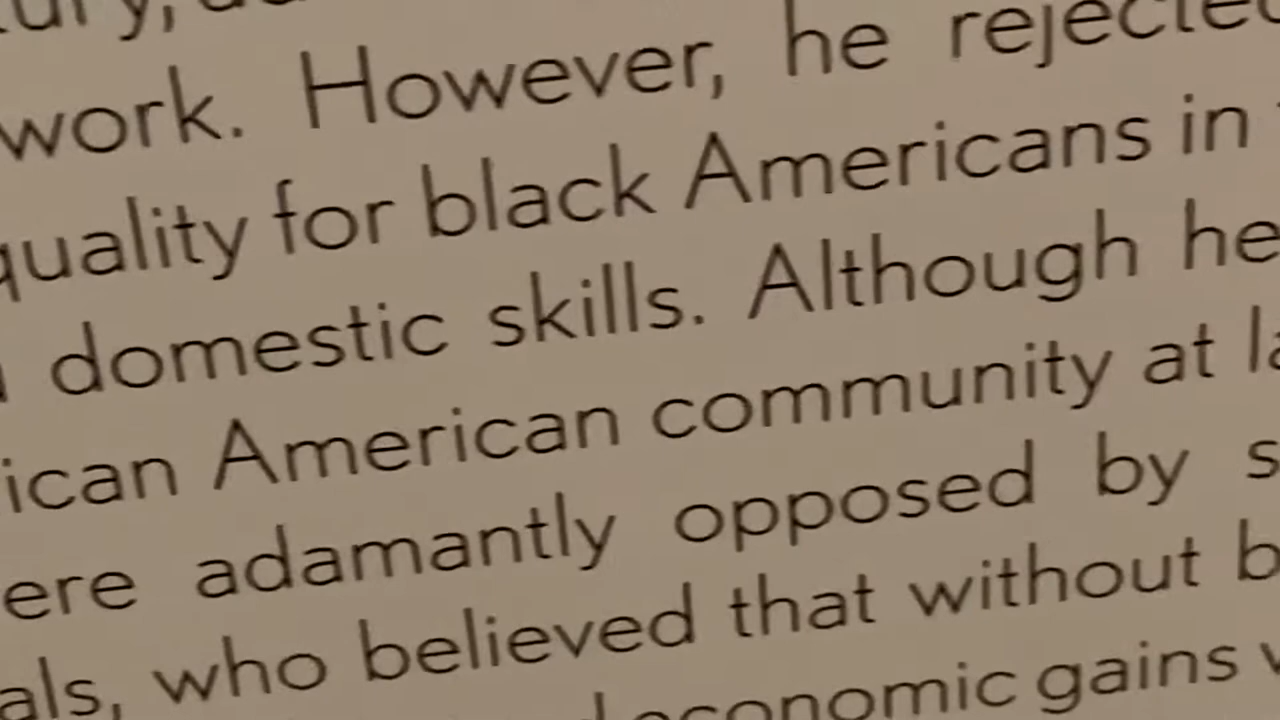 work. However, he rejected
quality for black Americans in
domestic skills. Although he
ican American community at
ere adamantly opposed by
als, who believed that without
economic gains